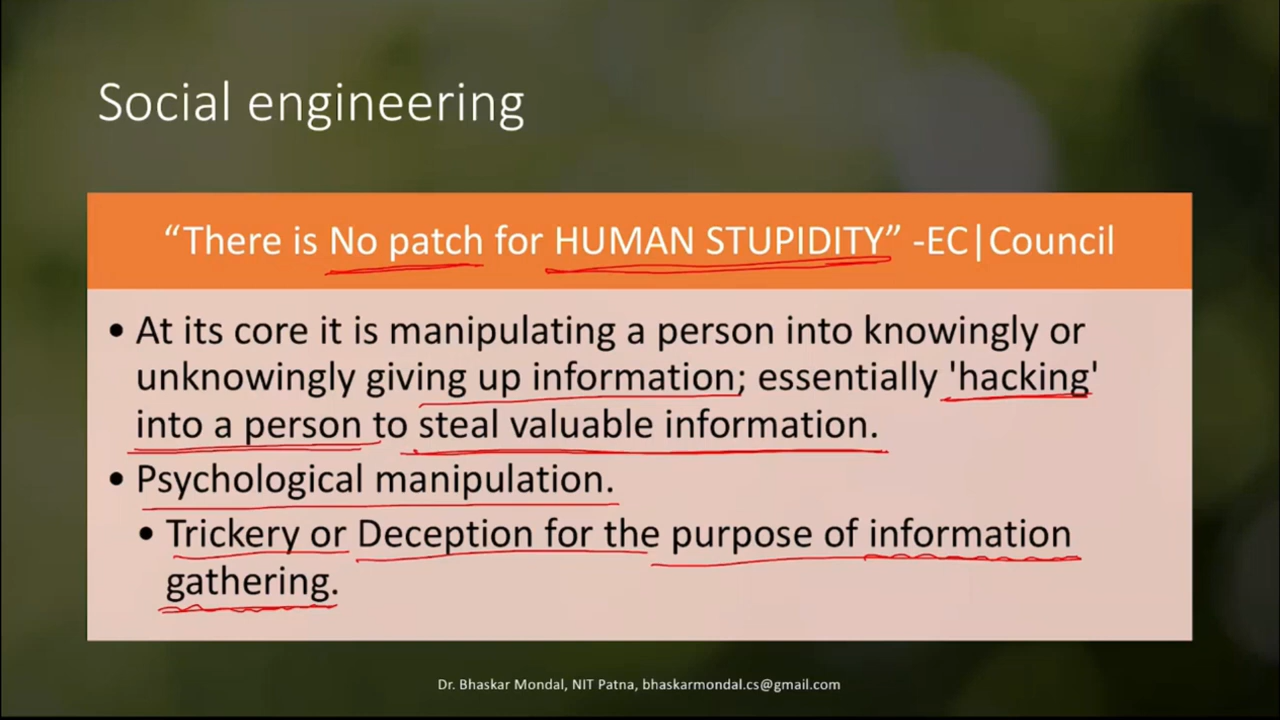 Social engineering
“There is No patch for HUMAN STUPIDITY” -EC|Council
• At its core it is manipulating a person into knowingly or
unknowingly giving up information; essentially 'hacking'
into a person to steal valuable information.
• Psychological manipulation.
• Trickery or Deception for the purpose of information
gathering.
Dr. Bhaskar Mondal, NIT Patna, bhaskarmondal.cs@gmail.com